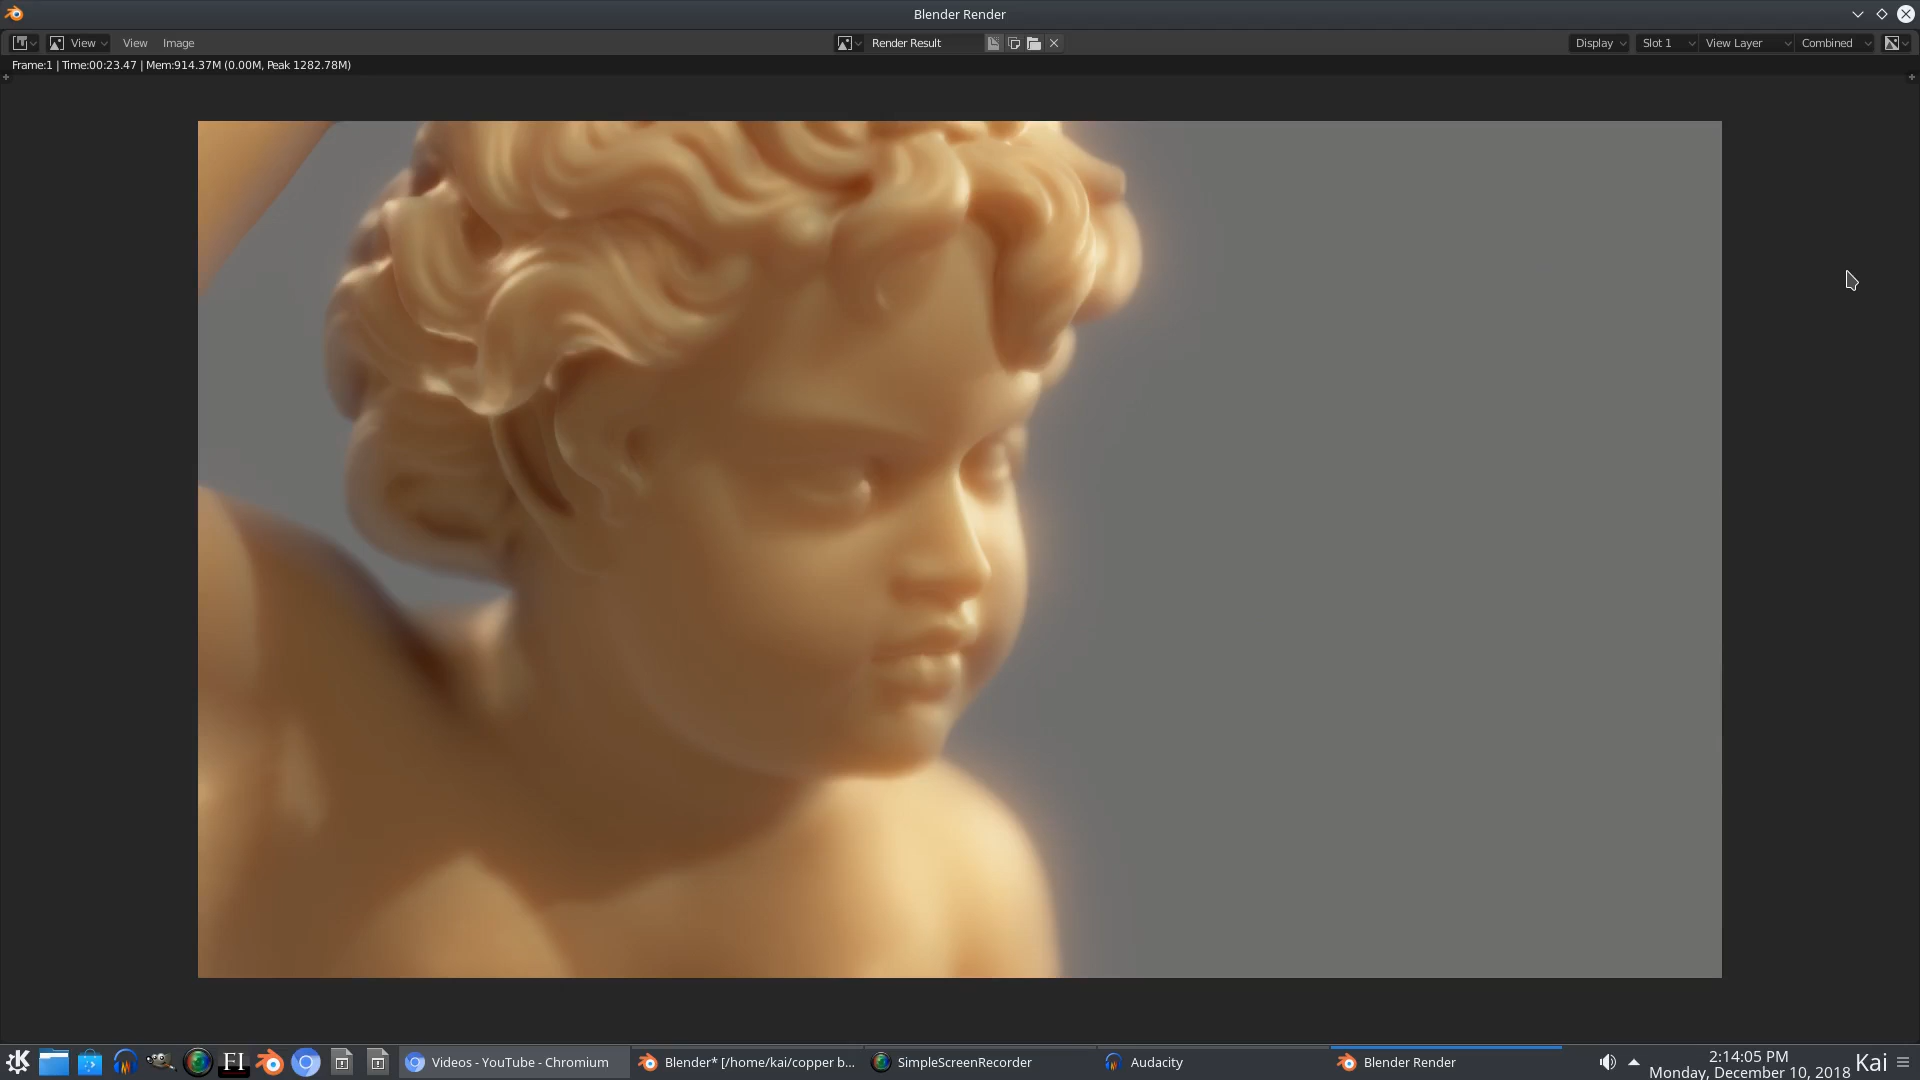 Blender Render
View View Image Render Result Display Slot 1 View Layer Combined
Frame:1 | Time:00:23.47 | Mem:914.37M (0.00M, Peak 1282.78M)
FI Videos - YouTube - Chromium Blender* [/home/kai/copper b... SimpleScreenRecorder Audacity Blender Render 2:14:05 PM Kai
Monday, December 10, 2018